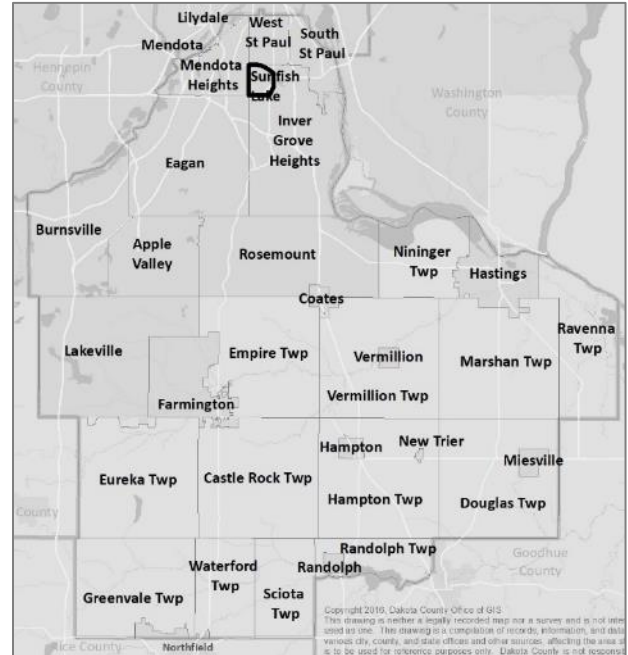 Lilydale
West
St Paul
South
St Paul
Mendota
Hennepin
County
Mendota
Heights
Sunfish
Lake
Washington
County
Inver
Grove
Heights
Eagan
Burnsville
Apple
Valley
Rosemount
Nininger
Twp
Hastings
Coates
Ravenna
Twp
Lakeville
Empire Twp
Vermillion
Marshan Twp
Vermillion Twp
Farmington
Hampton
New Trier
Miesville
Eureka Twp
Castle Rock Twp
Hampton Twp
Douglas Twp
County
Randolph Twp
Goodhue
County
Waterford
Twp
Randolph
Greenvale Twp
Sciota
Twp
Rice County
Northfield
Copyright 2016, Dakota County Office of GIS
This drawing is neither a legally recorded map nor a survey and is not inten
used as one. This drawing is a compilation of records, information, and data
various city, county, and state offices and other sources, affecting the area s
is to be used for reference purposes only. Dakota County is not responsi